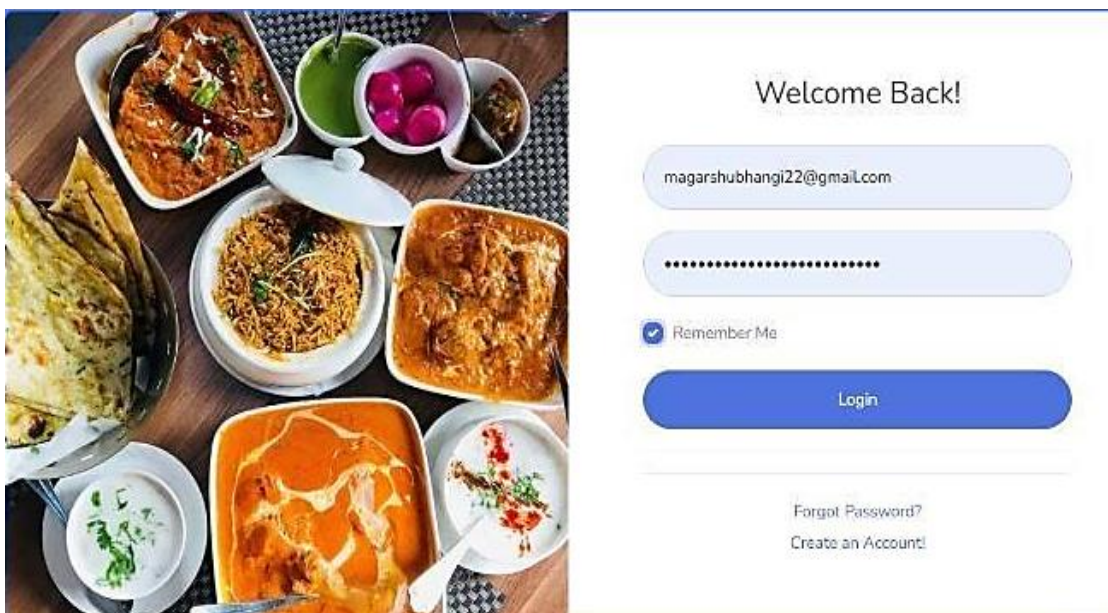 Welcome Back!
magarshubhangi22@gmail.com
••••••••••••••••••••••••••
Remember Me
Login
Forgot Password?
Create an Account!